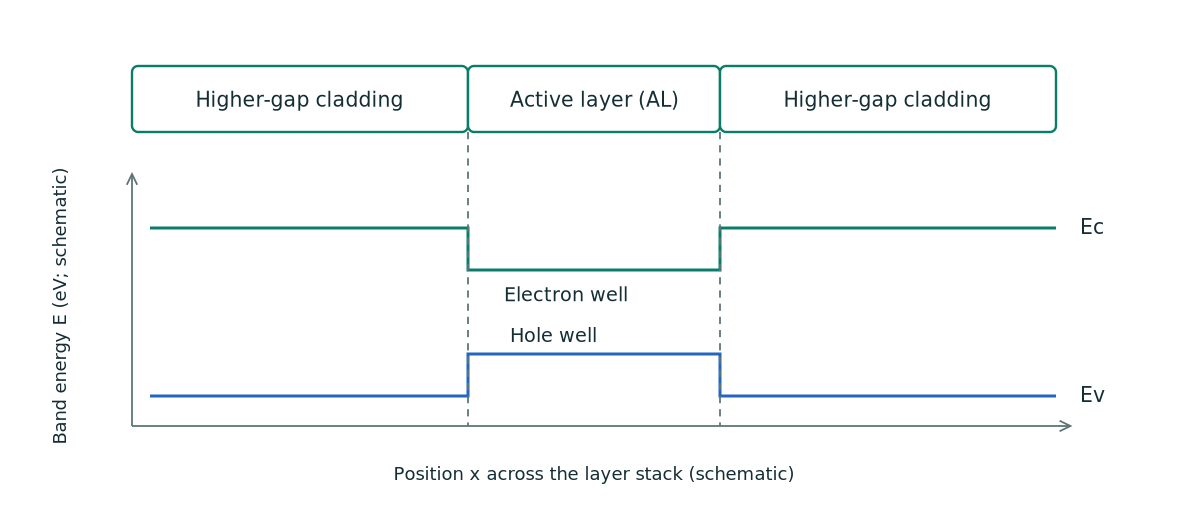 Higher-gap cladding
Active layer (AL)
Higher-gap cladding
Band energy E (eV; schematic)
Ec
Electron well
Hole well
Ev
Position x across the layer stack (schematic)